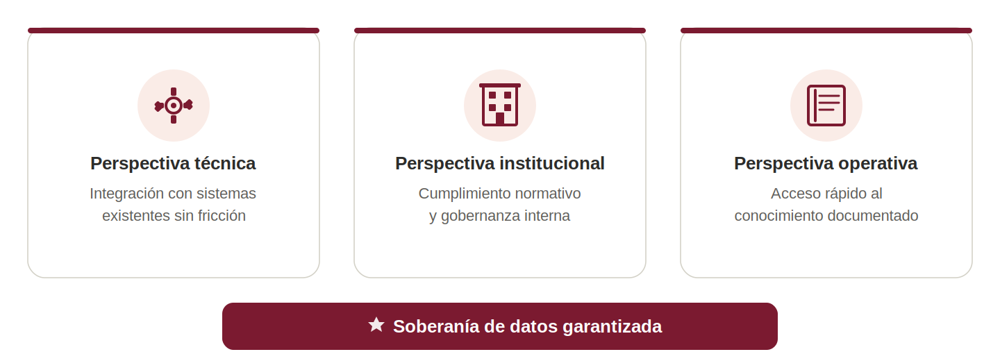 Perspectiva técnica
Integración con sistemas
existentes sin fricción
Perspectiva institucional
Cumplimiento normativo
y gobernanza interna
Perspectiva operativa
Acceso rápido al
conocimiento documentado
Soberanía de datos garantizada